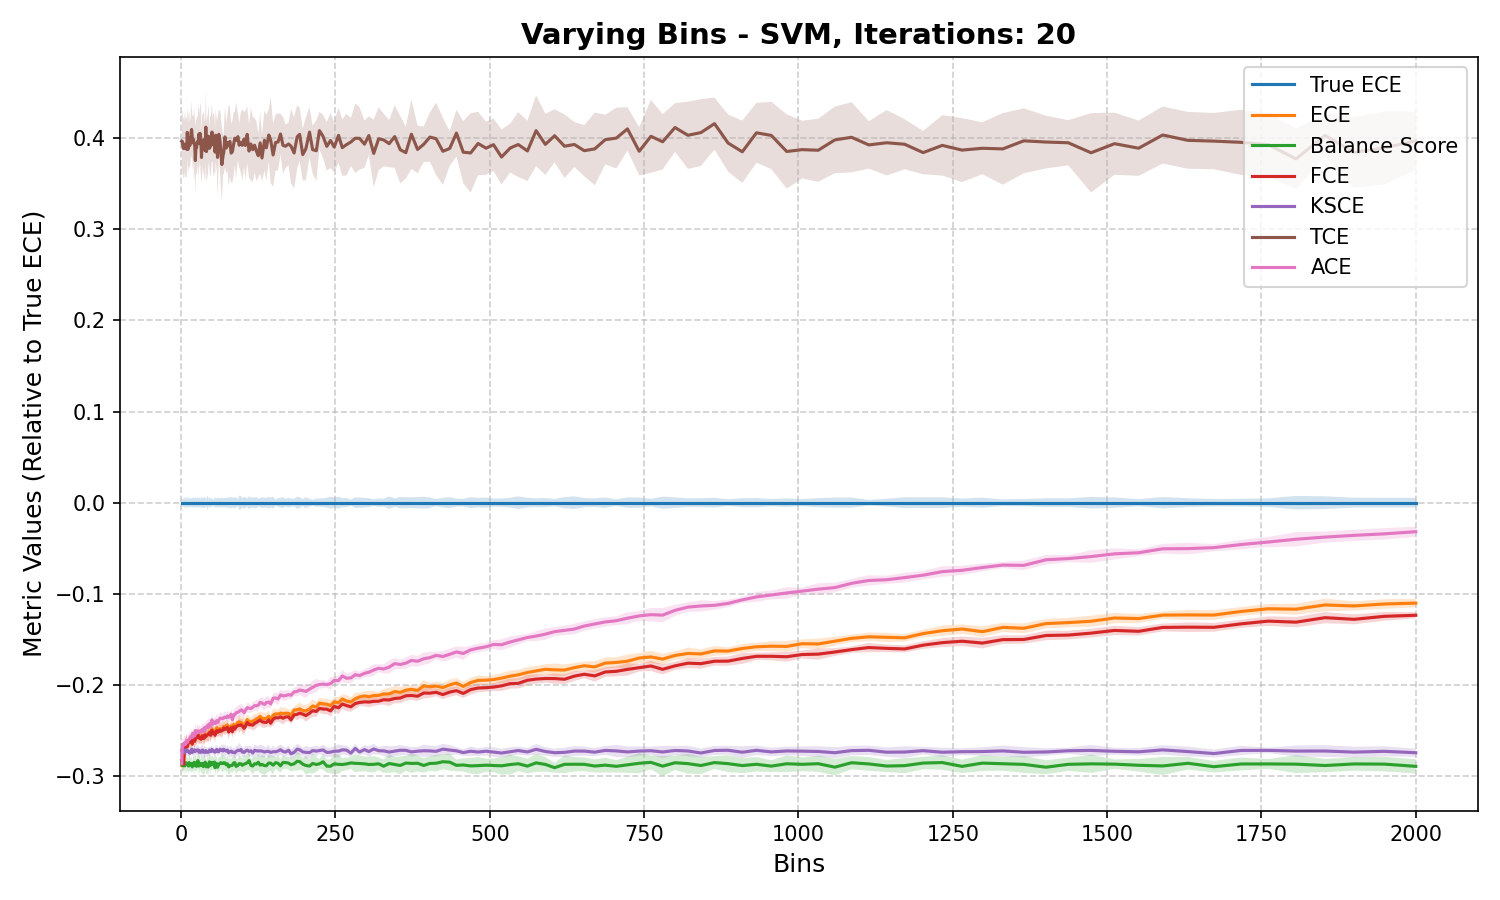 Varying Bins - SVM, Iterations: 20
Metric Values (Relative to True ECE)
0.4
0.3
0.2
0.1
0.0
−0.1
−0.2
−0.3
True ECE
ECE
Balance Score
FCE
KSCE
TCE
ACE
0
250
500
750
1000
1250
1500
1750
2000
Bins